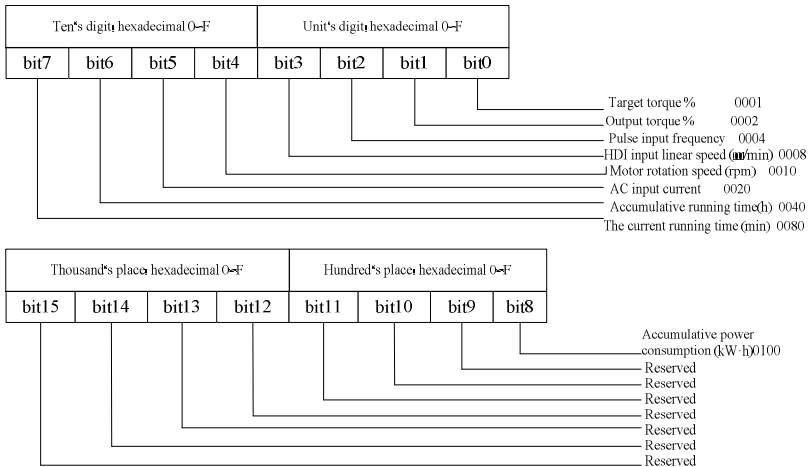 Ten‘s digit: hexadecimal 0~F Unit‘s digit: hexadecimal 0~F
bit7 bit6 bit5 bit4 bit3 bit2 bit1 bit0
Target torque % 0001
Output torque % 0002
Pulse input frequency 0004
HDI input linear speed (m/min) 0008
Motor rotation speed (rpm) 0010
AC input current 0020
Accumulative running time(h) 0040
The current running time (min) 0080
Thousand‘s place: hexadecimal 0~F Hundred‘s place: hexadecimal 0~F
bit15 bit14 bit13 bit12 bit11 bit10 bit9 bit8
Accumulative power
consumption (kW·h)0100
Reserved
Reserved
Reserved
Reserved
Reserved
Reserved
Reserved